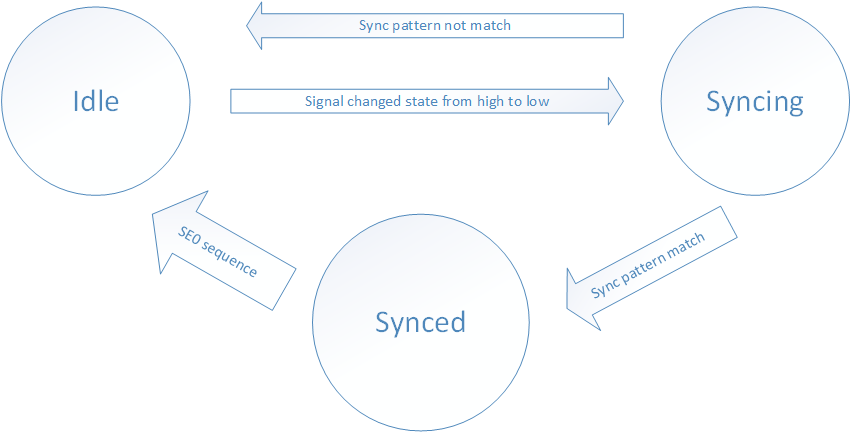 Sync pattern not match
Idle
Signal changed state from high to low
Syncing
SE0 sequence
Sync pattern match
Synced